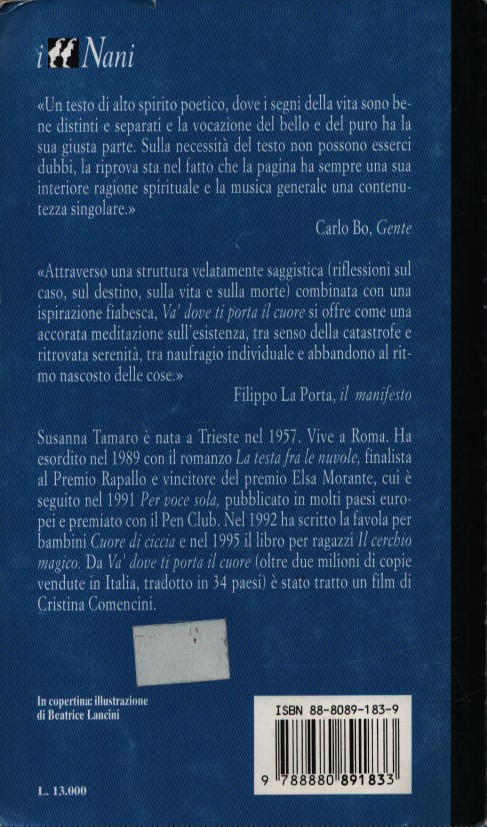 i Nani
«Un testo di alto spirito poetico, dove i segni della vita sono be-
ne distinti e separati e la vocazione del bello e del puro ha la
sua giusta parte. Sulla necessità del testo non possono esserci
dubbi, la riprova sta nel fatto che la pagina ha sempre una sua
interiore ragione spirituale e la musica generale una contenu-
tezza singolare.»
Carlo Bo, Gente
«Attraverso una struttura velatamente saggistica (riflessioni sul
caso, sul destino, sulla vita e sulla morte) combinata con una
ispirazione fiabesca, Va' dove ti porta il cuore si offre come una
accorata meditazione sull'esistenza, tra senso della catastrofe e
ritrovata serenità, tra naufragio individuale e abbandono al rit-
mo nascosto delle cose.»
Filippo La Porta, il manifesto
Susanna Tamaro è nata a Trieste nel 1957. Vive a Roma. Ha
esordito nel 1989 con il romanzo La testa fra le nuvole, finalista
al Premio Rapallo e vincitore del premio Elsa Morante, cui è
seguito nel 1991 Per voce sola, pubblicato in molti paesi euro-
pei e premiato con il Pen Club. Nel 1992 ha scritto la favola per
bambini Cuore di ciccia e nel 1995 il libro per ragazzi Il cerchio
magico. Da Va' dove ti porta il cuore (oltre due milioni di copie
vendute in Italia, tradotto in 34 paesi) è stato tratto un film di
Cristina Comencini.
In copertina: illustrazione
di Beatrice Lancini
ISBN 88-8089-183-9
9 788880 891833
L. 13.000